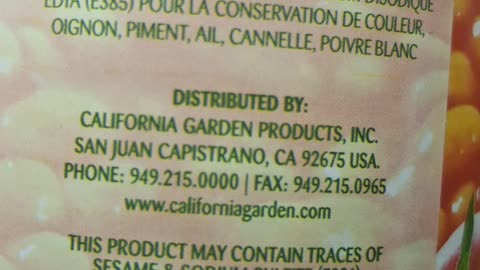 EDTA (E385) POUR LA CONSERVATION DE COULEUR,
OIGNON, PIMENT, AIL, CANNELLE, POIVRE BLANC
DISTRIBUTED BY:
CALIFORNIA GARDEN PRODUCTS, INC.
SAN JUAN CAPISTRANO, CA 92675 USA.
PHONE: 949.215.0000 | FAX: 949.215.0965
www.californiagarden.com
THIS PRODUCT MAY CONTAIN TRACES OF
SESAME & SODIUM